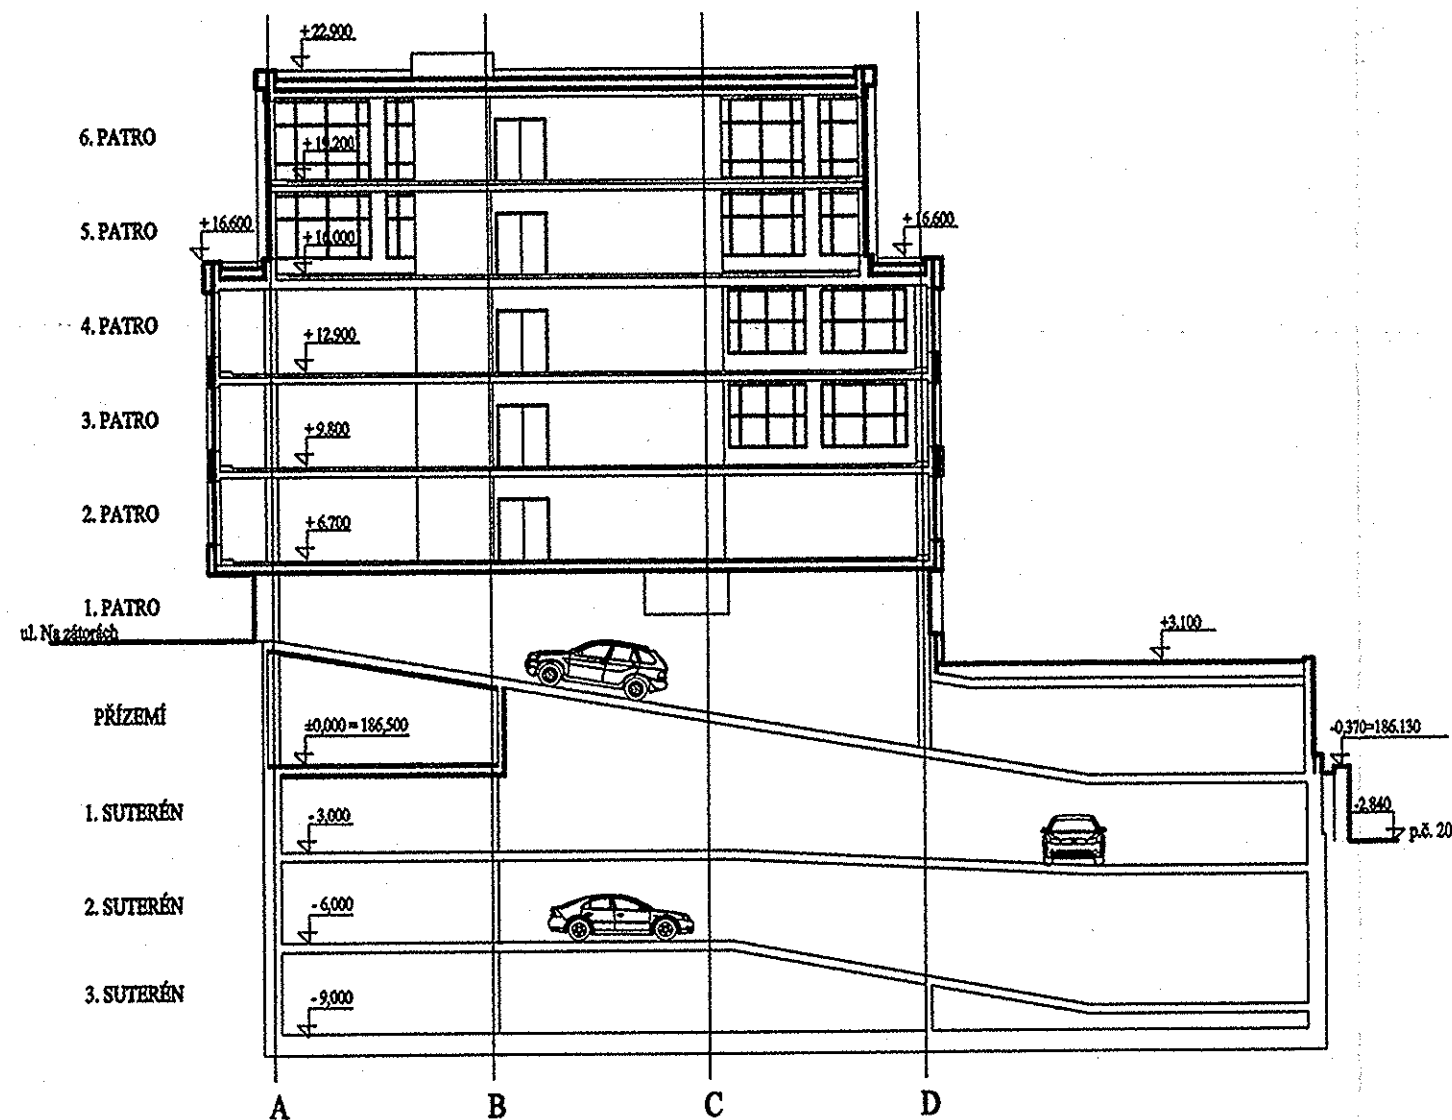 +22.900
6. PATRO
+19.200
+16.600
5. PATRO
+16.000
+16.600
4. PATRO
+12.900
3. PATRO
+9.800
2. PATRO
+6.700
1. PATRO
ul. Na zátorách
+3.100
PŘÍZEMÍ
±0,000=186,500
-0,370=186.130
1. SUTERÉN
-3,000
-2.840
p.č. 20
2. SUTERÉN
-6,000
3. SUTERÉN
-9,000
A B C D